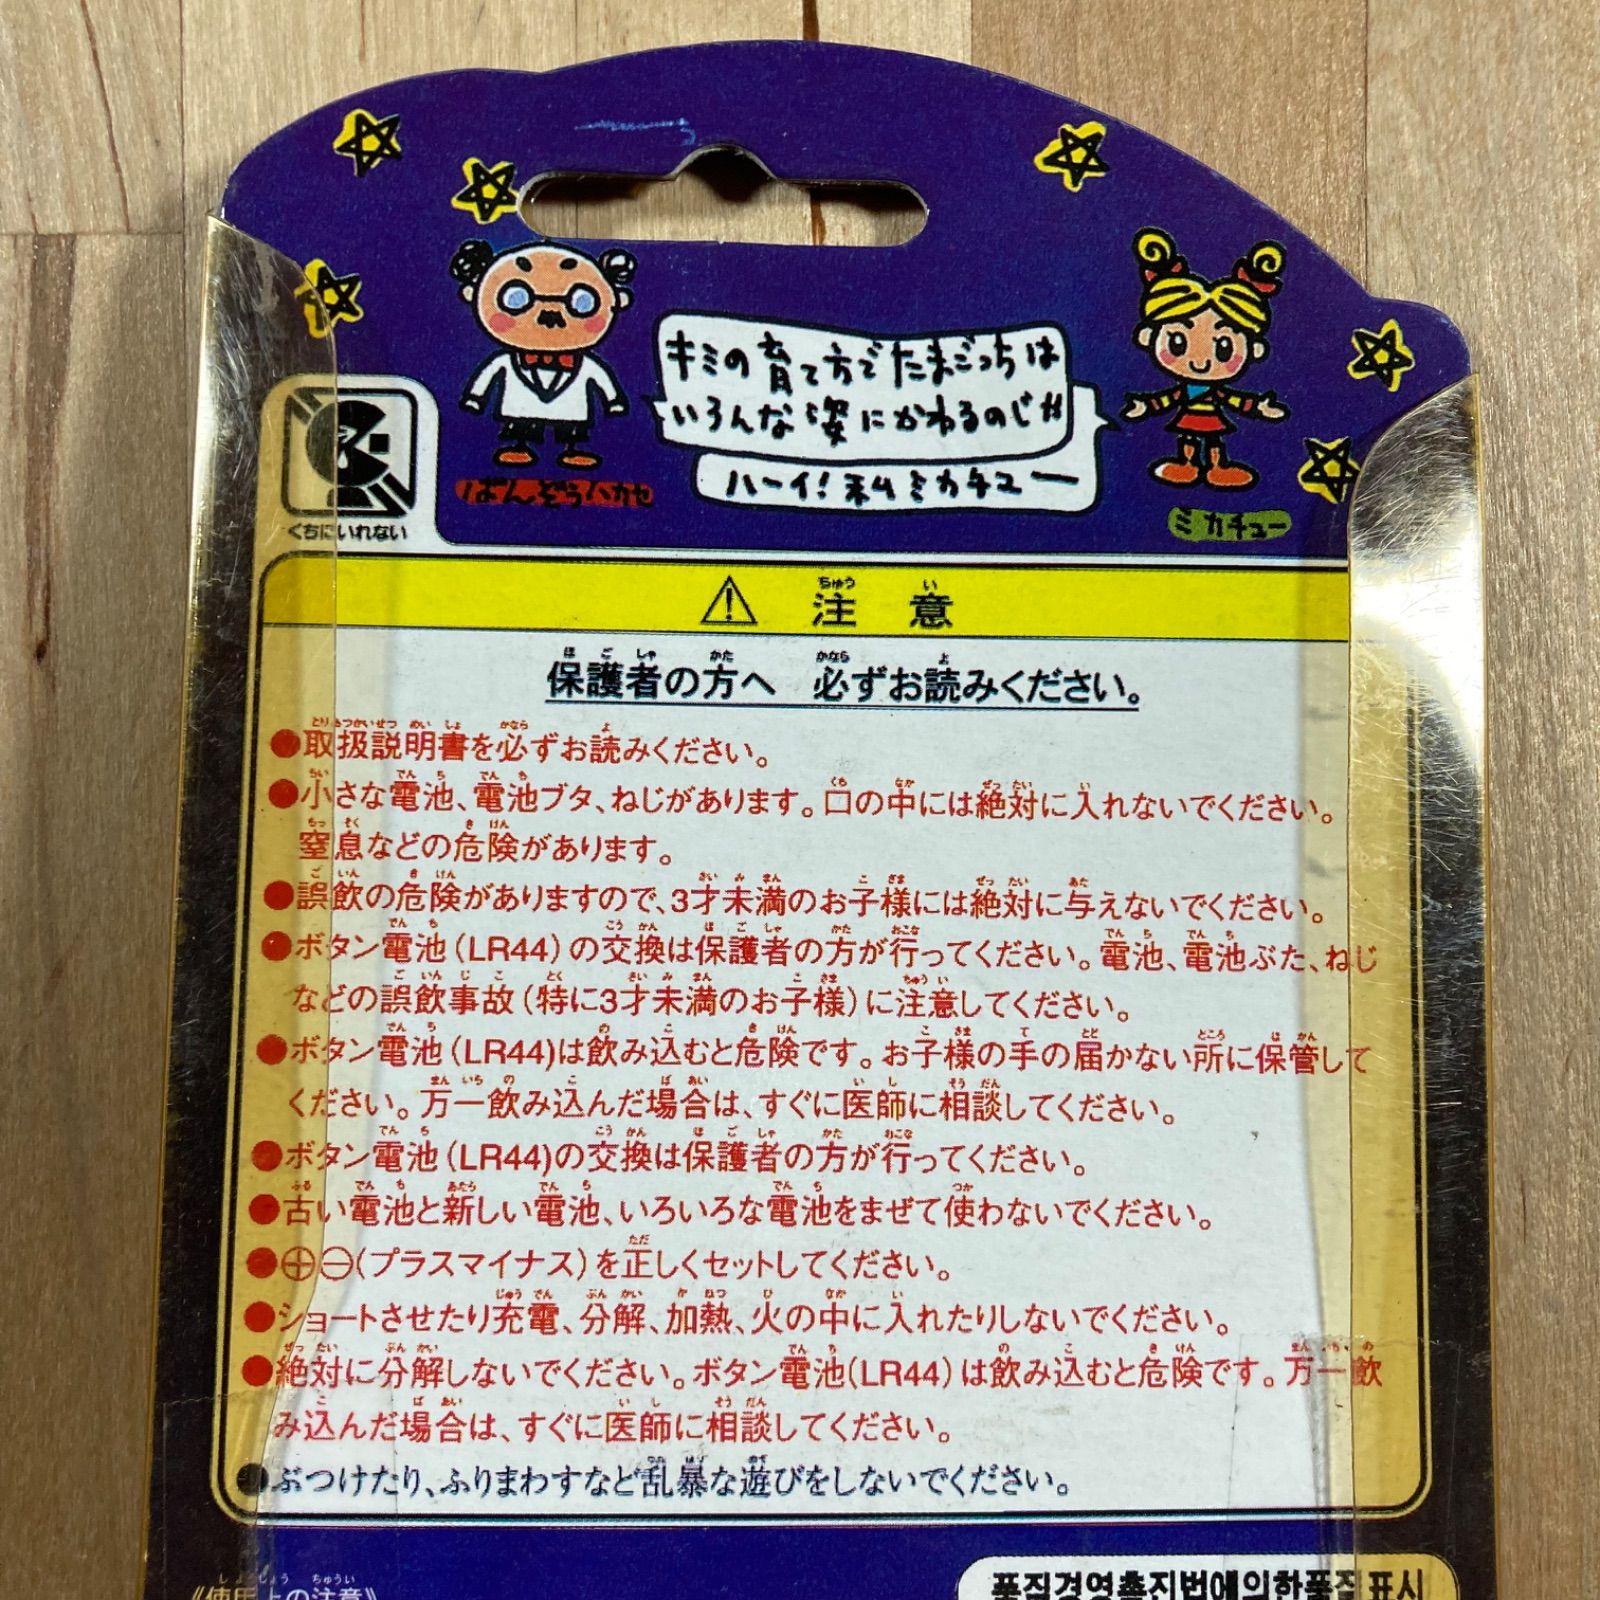 キミの育て方でたまごっちは
いろんな姿にかわるのじゃ
ハーイ!私ミカチュー
ばんぞうハカセ
ミカチュー
くちにいれない
注意
保護者の方へ 必ずお読みください。
●取扱説明書を必ずお読みください。
●小さな電池、電池ブタ、ねじがあります。口の中には絶対に入れないでください。
窒息などの危険があります。
●誤飲の危険がありますので、3才未満のお子様には絶対に与えないでください。
●ボタン電池(LR44)の交換は保護者の方が行ってください。電池、電池ぶた、ねじ
などの誤飲事故(特に3才未満のお子様)に注意してください。
●ボタン電池(LR44)は飲み込むと危険です。お子様の手の届かない所に保管して
ください。万一飲み込んだ場合は、すぐに医師に相談してください。
●ボタン電池(LR44)の交換は保護者の方が行ってください。
●古い電池と新しい電池、いろいろな電池をまぜて使わないでください。
●⊕⊖(プラスマイナス)を正しくセットしてください。
●ショートさせたり充電、分解、加熱、火の中に入れたりしないでください。
●絶対に分解しないでください。ボタン電池(LR44)は飲み込むと危険です。万一飲
み込んだ場合は、すぐに医師に相談してください。
●ぶつけたり、ふりまわすなど乱暴な遊びをしないでください。
《使用上の注意》
품질경영촉진법에의한품질표시